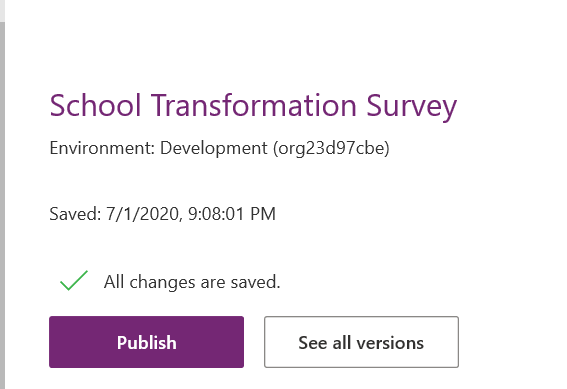 School Transformation Survey
Environment: Development (org23d97cbe)
Saved: 7/1/2020, 9:08:01 PM
All changes are saved.
Publish
See all versions